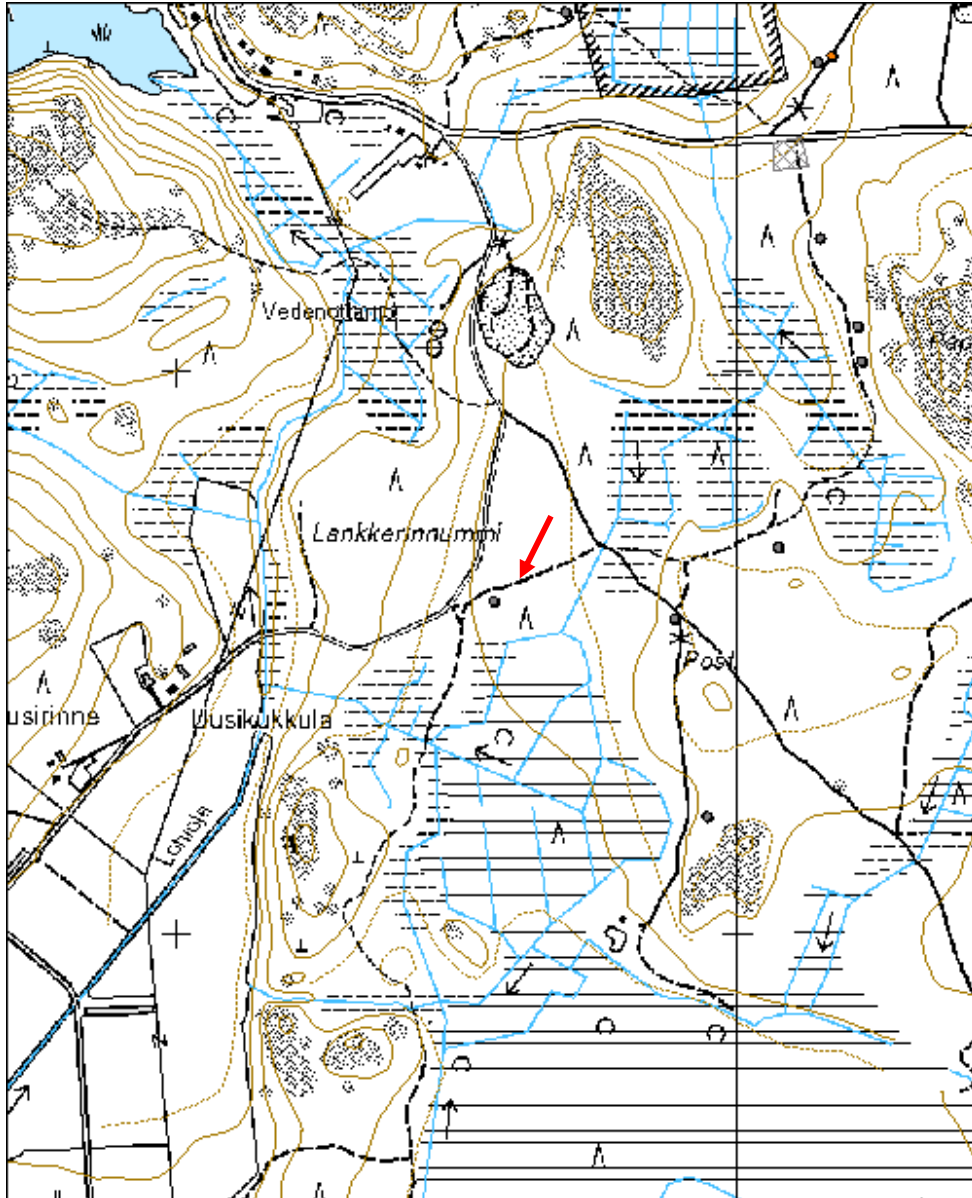 Vedenottamo
Lankkerinnummi
Post.
usirinne
Uusikukkula
Lohioja